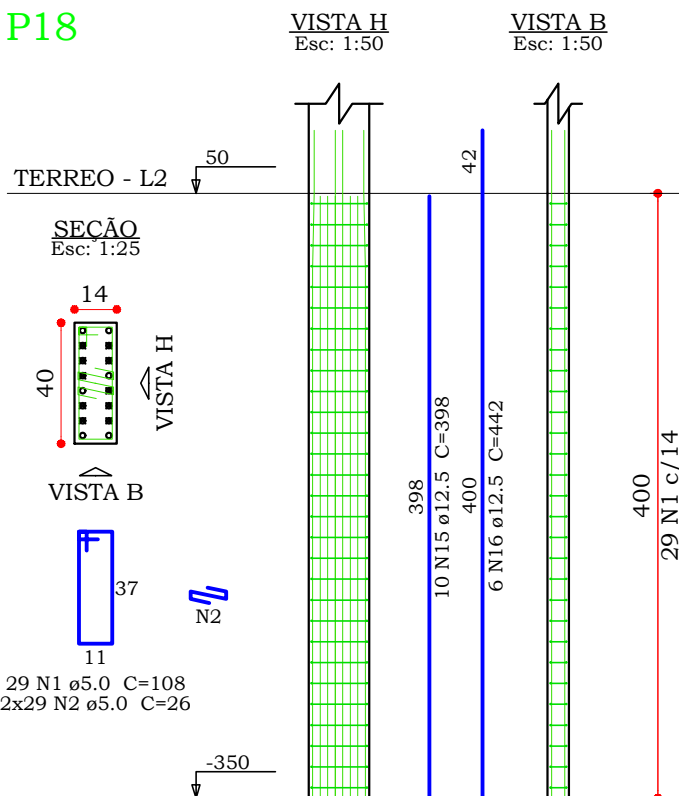 P18
VISTA H
Esc: 1:50
VISTA B
Esc: 1:50
50
42
TERREO - L2
SEÇÃO
Esc: 1:25
14
40
VISTA H
VISTA B
398
10 N15 ø12.5 C=398
400
6 N16 ø12.5 C=442
400
29 N1 c/14
37
N2
11
29 N1 ø5.0 C=108
2x29 N2 ø5.0 C=26
-350